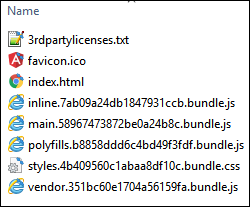 Name
3rdpartylicenses.txt
favicon.ico
index.html
inline.7ab09a24db1847931ccb.bundle.js
main.58967473872be0a24b8c.bundle.js
polyfills.b8858ddd6c4bd49f3fdf.bundle.js
styles.4b409560c1abaa8df10c.bundle.css
vendor.351bc60e1704a56159fa.bundle.js